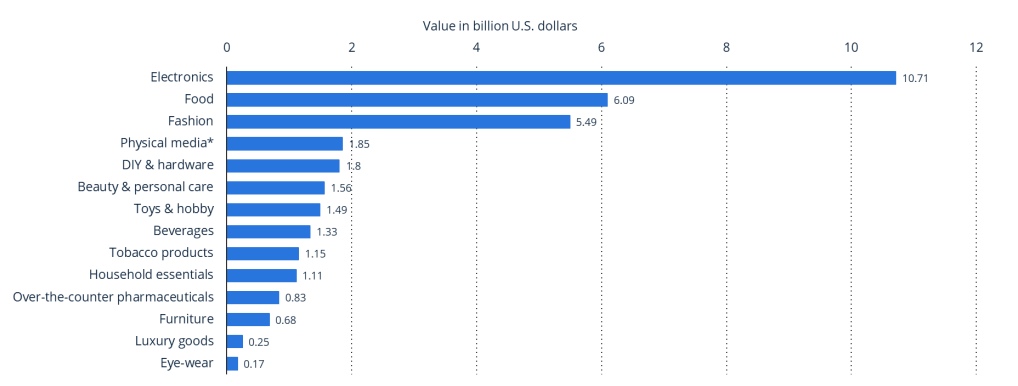 Value in billion U.S. dollars
0 2 4 6 8 10 12
Electronics 10.71
Food 6.09
Fashion 5.49
Physical media* 1.85
DIY & hardware 1.8
Beauty & personal care 1.56
Toys & hobby 1.49
Beverages 1.33
Tobacco products 1.15
Household essentials 1.11
Over-the-counter pharmaceuticals 0.83
Furniture 0.68
Luxury goods 0.25
Eye-wear 0.17